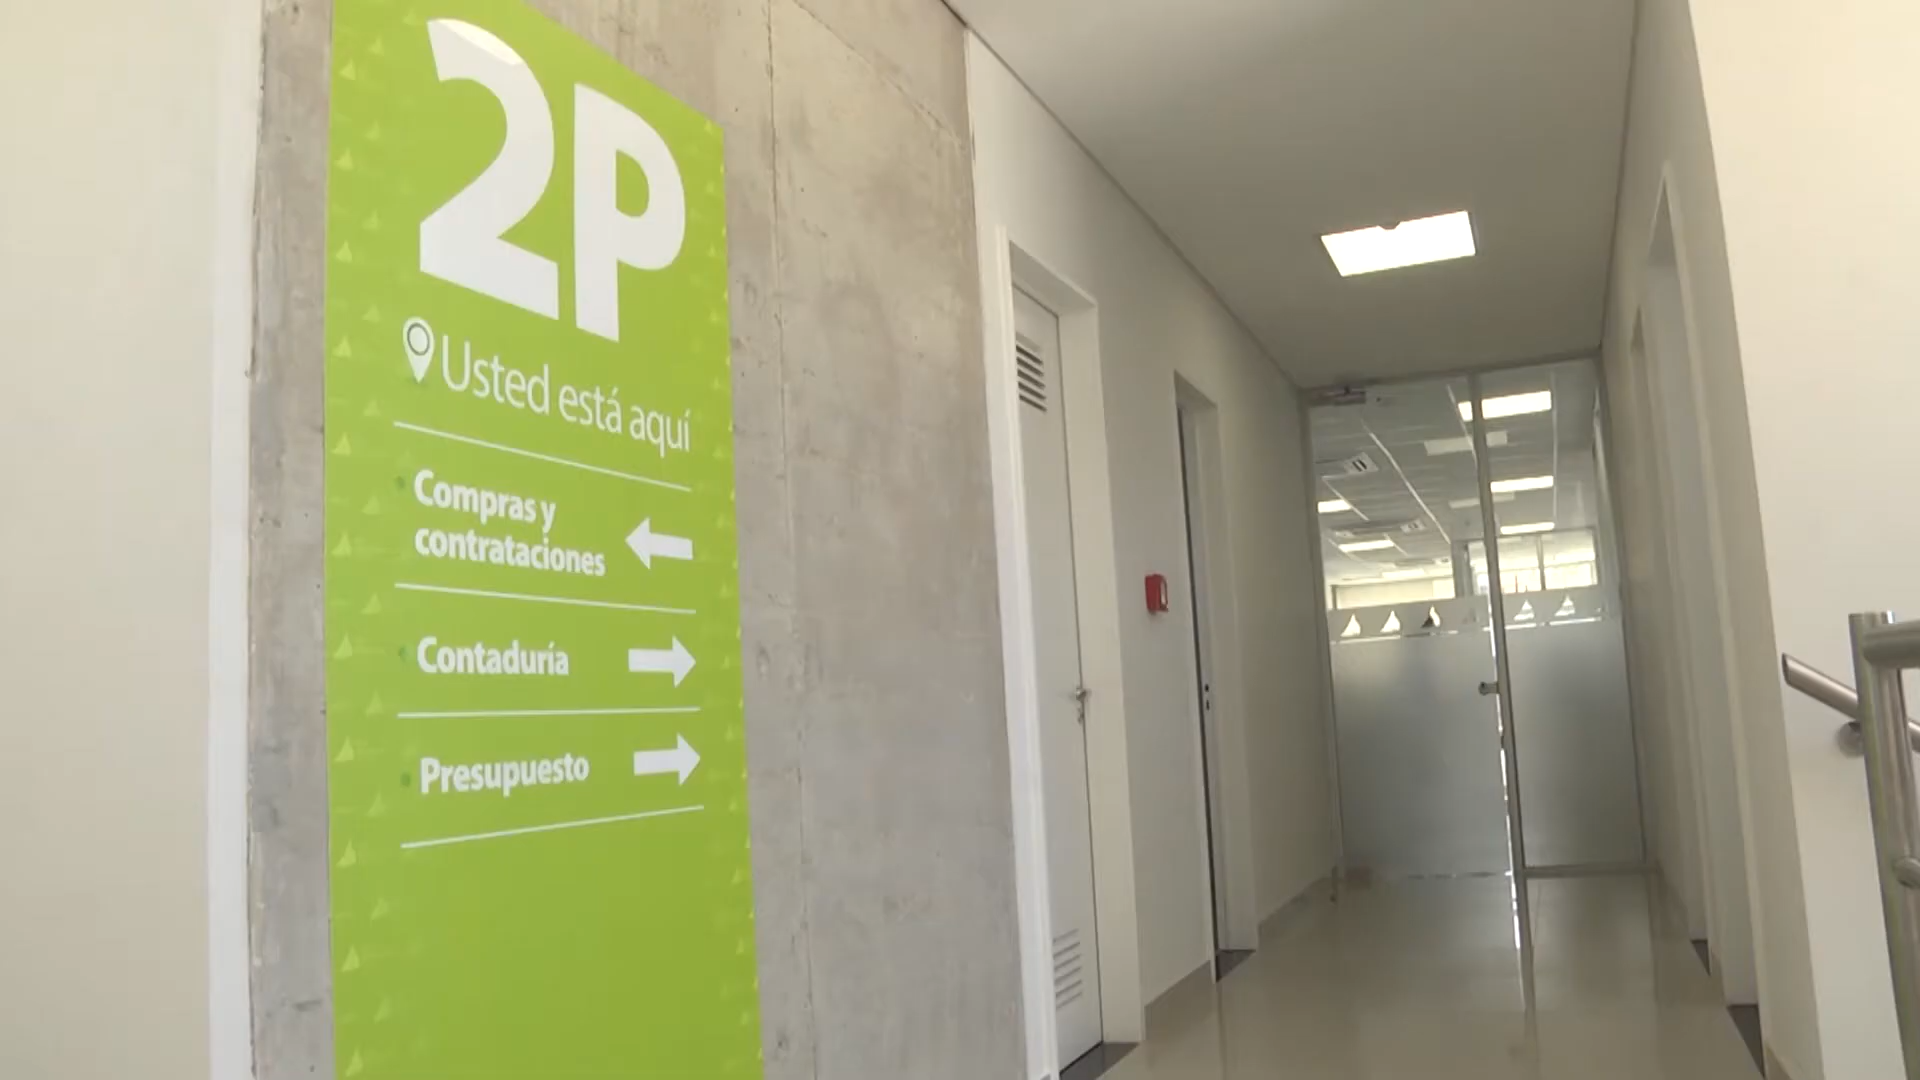 2P
Usted está aquí
Compras y
contrataciones
Contaduría
Presupuesto